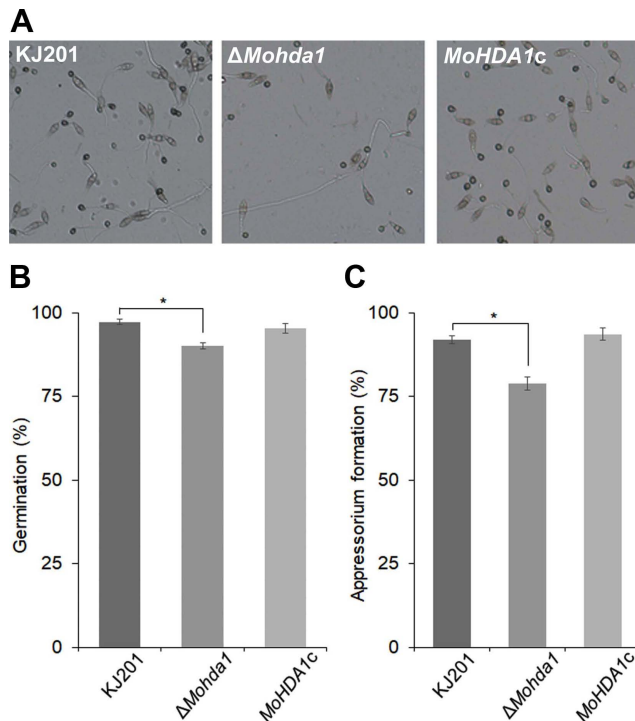 A
KJ201
ΔMohda1
MoHDA1c
B
C
*
*
100
75
50
25
0
Germination (%)
KJ201
ΔMohda1
MoHDA1c
100
75
50
25
0
Appressorium formation (%)
KJ201
ΔMohda1
MoHDA1c